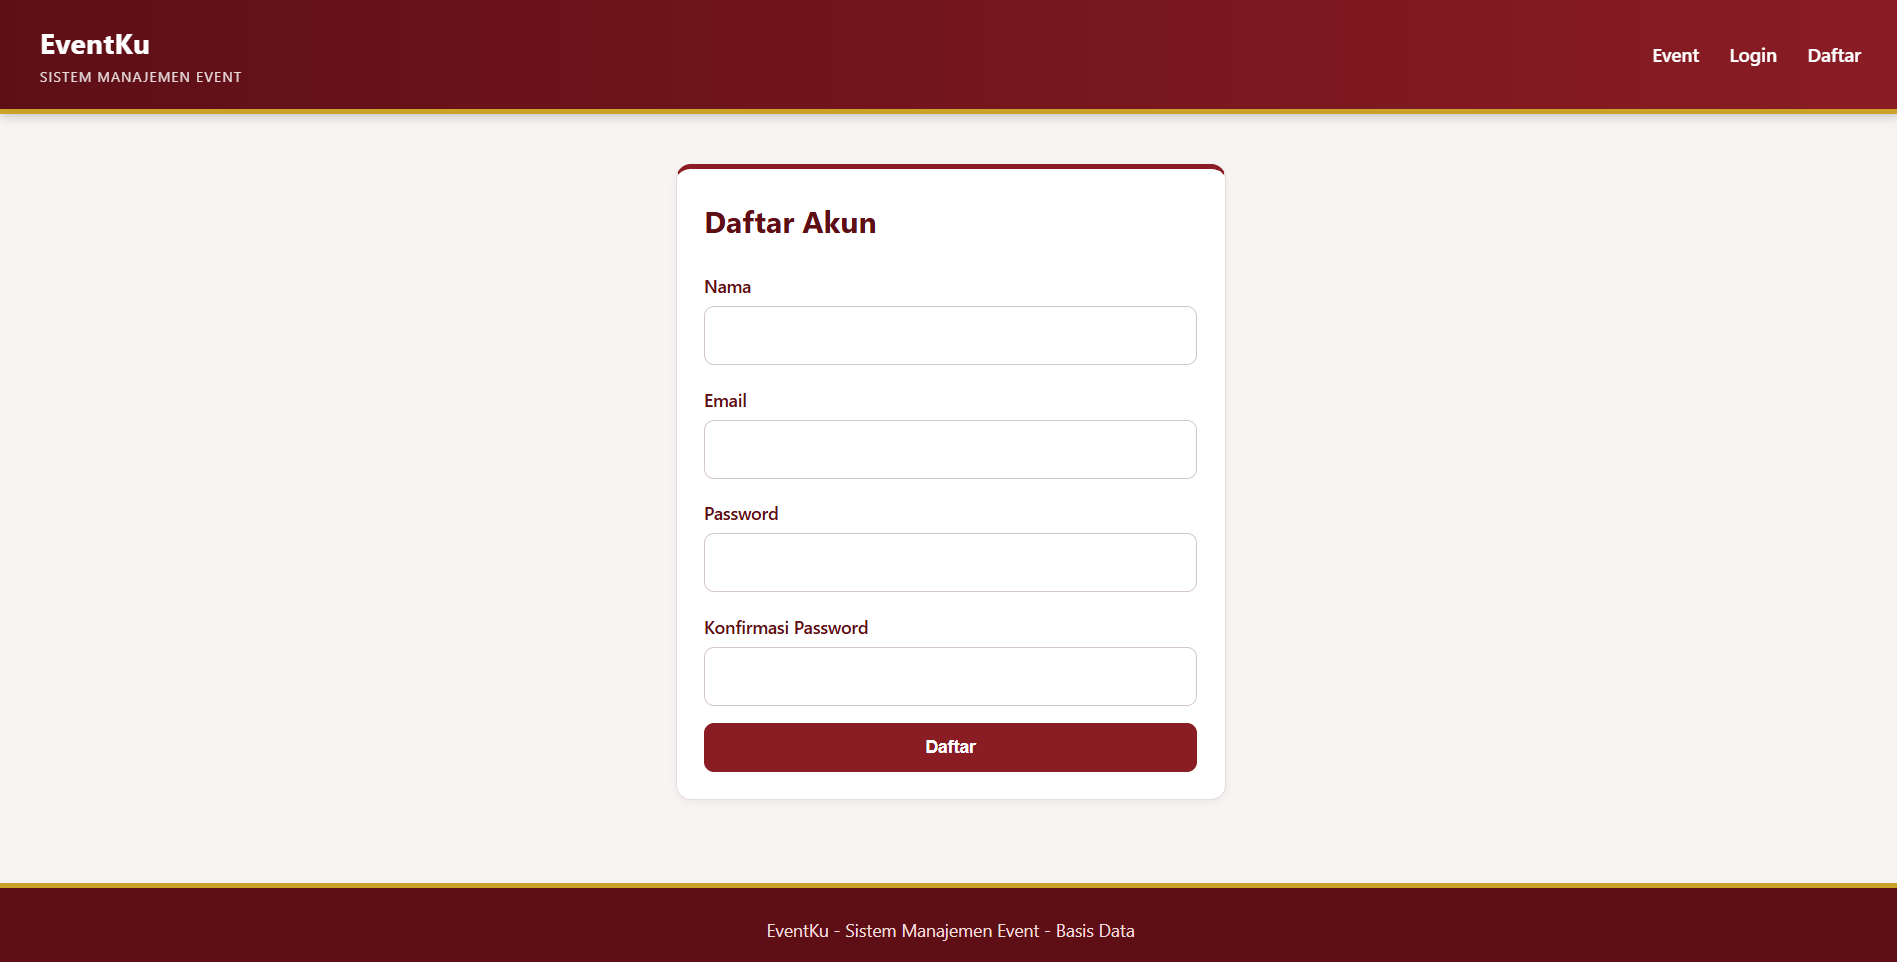 EventKu
SISTEM MANAJEMEN EVENT
Event
Login
Daftar
Daftar Akun
Nama
Email
Password
Konfirmasi Password
Daftar
EventKu - Sistem Manajemen Event - Basis Data